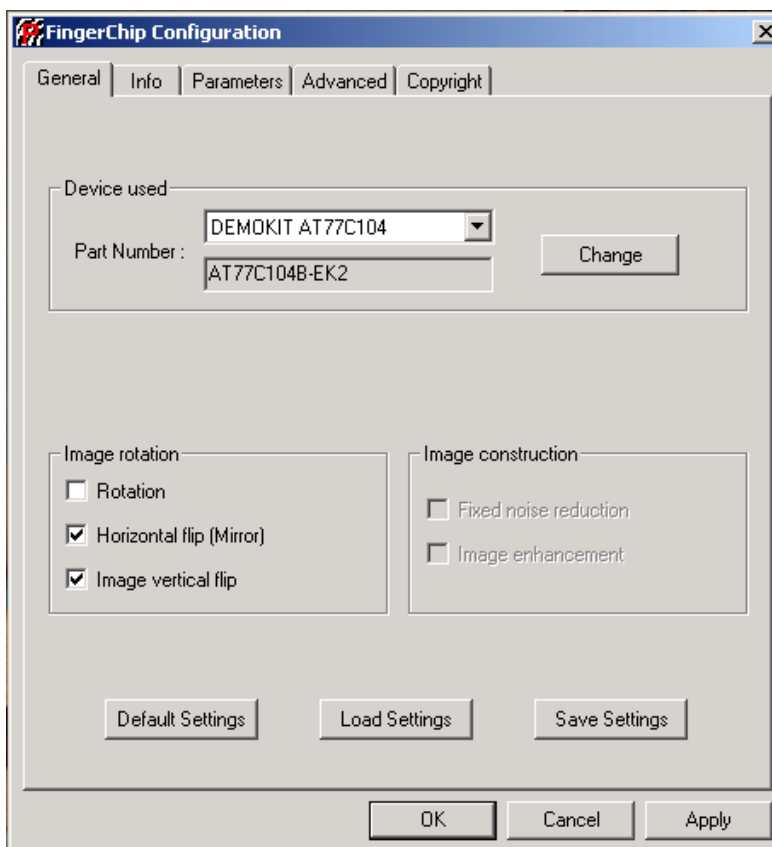 FingerChip Configuration
General Info Parameters Advanced Copyright
Device used
Part Number :
DEMOKIT AT77C104
AT77C104B-EK2
Change
Image rotation
Rotation
Horizontal flip (Mirror)
Image vertical flip
Image construction
Fixed noise reduction
Image enhancement
Default Settings Load Settings Save Settings
OK Cancel Apply